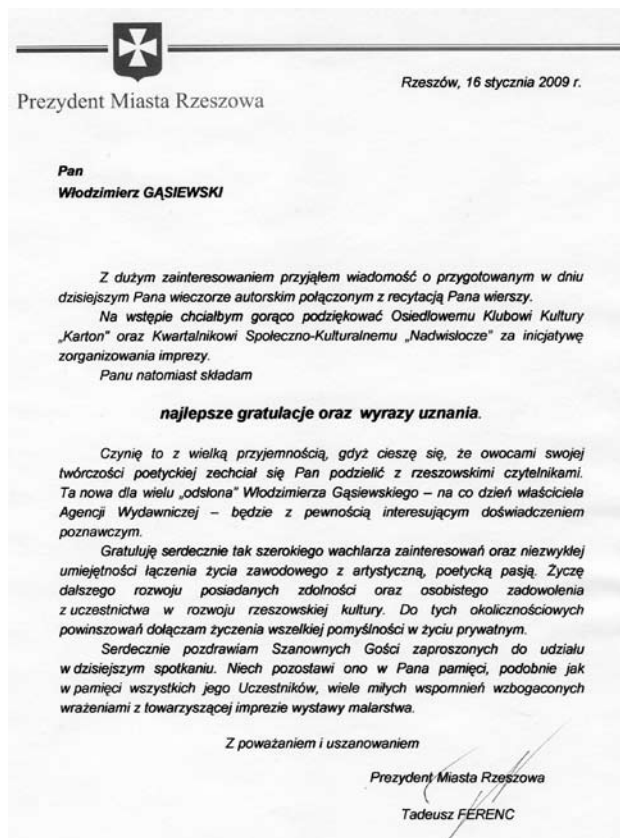 Prezydent Miasta Rzeszowa
Rzeszów, 16 stycznia 2009 r.
Pan
Włodzimierz GĄSIEWSKI
Z dużym zainteresowaniem przyjąłem wiadomość o przygotowanym w dniu
dzisiejszym Pana wieczorze autorskim połączonym z recytacją Pana wierszy.
Na wstępie chciałbym gorąco podziękować Osiedlowemu Klubowi Kultury
„Karton" oraz Kwartalnikowi Społeczno-Kulturalnemu „Nadwisłocze" za inicjatywę
zorganizowania imprezy.
Panu natomiast składam
najlepsze gratulacje oraz wyrazy uznania.
Czynię to z wielką przyjemnością, gdyż cieszę się, że owocami swojej
twórczości poetyckiej zechciał się Pan podzielić z rzeszowskimi czytelnikami.
Ta nowa dla wielu „odsłona" Włodzimierza Gąsiewskiego – na co dzień właściciela
Agencji Wydawniczej – będzie z pewnością interesującym doświadczeniem
poznawczym.
Gratuluję serdecznie tak szerokiego wachlarza zainteresowań oraz niezwykłej
umiejętności łączenia życia zawodowego z artystyczną, poetycką pasją. Życzę
dalszego rozwoju posiadanych zdolności oraz osobistego zadowolenia
z uczestnictwa w rozwoju rzeszowskiej kultury. Do tych okolicznościowych
powinszowań dołączam życzenia wszelkiej pomyślności w życiu prywatnym.
Serdecznie pozdrawiam Szanownych Gości zaproszonych do udziału
w dzisiejszym spotkaniu. Niech pozostawi ono w Pana pamięci, podobnie jak
w pamięci wszystkich jego Uczestników, wiele miłych wspomnień wzbogaconych
wrażeniami z towarzyszącej imprezie wystawy malarstwa.
Z poważaniem i uszanowaniem
Prezydent Miasta Rzeszowa
Tadeusz FERENC